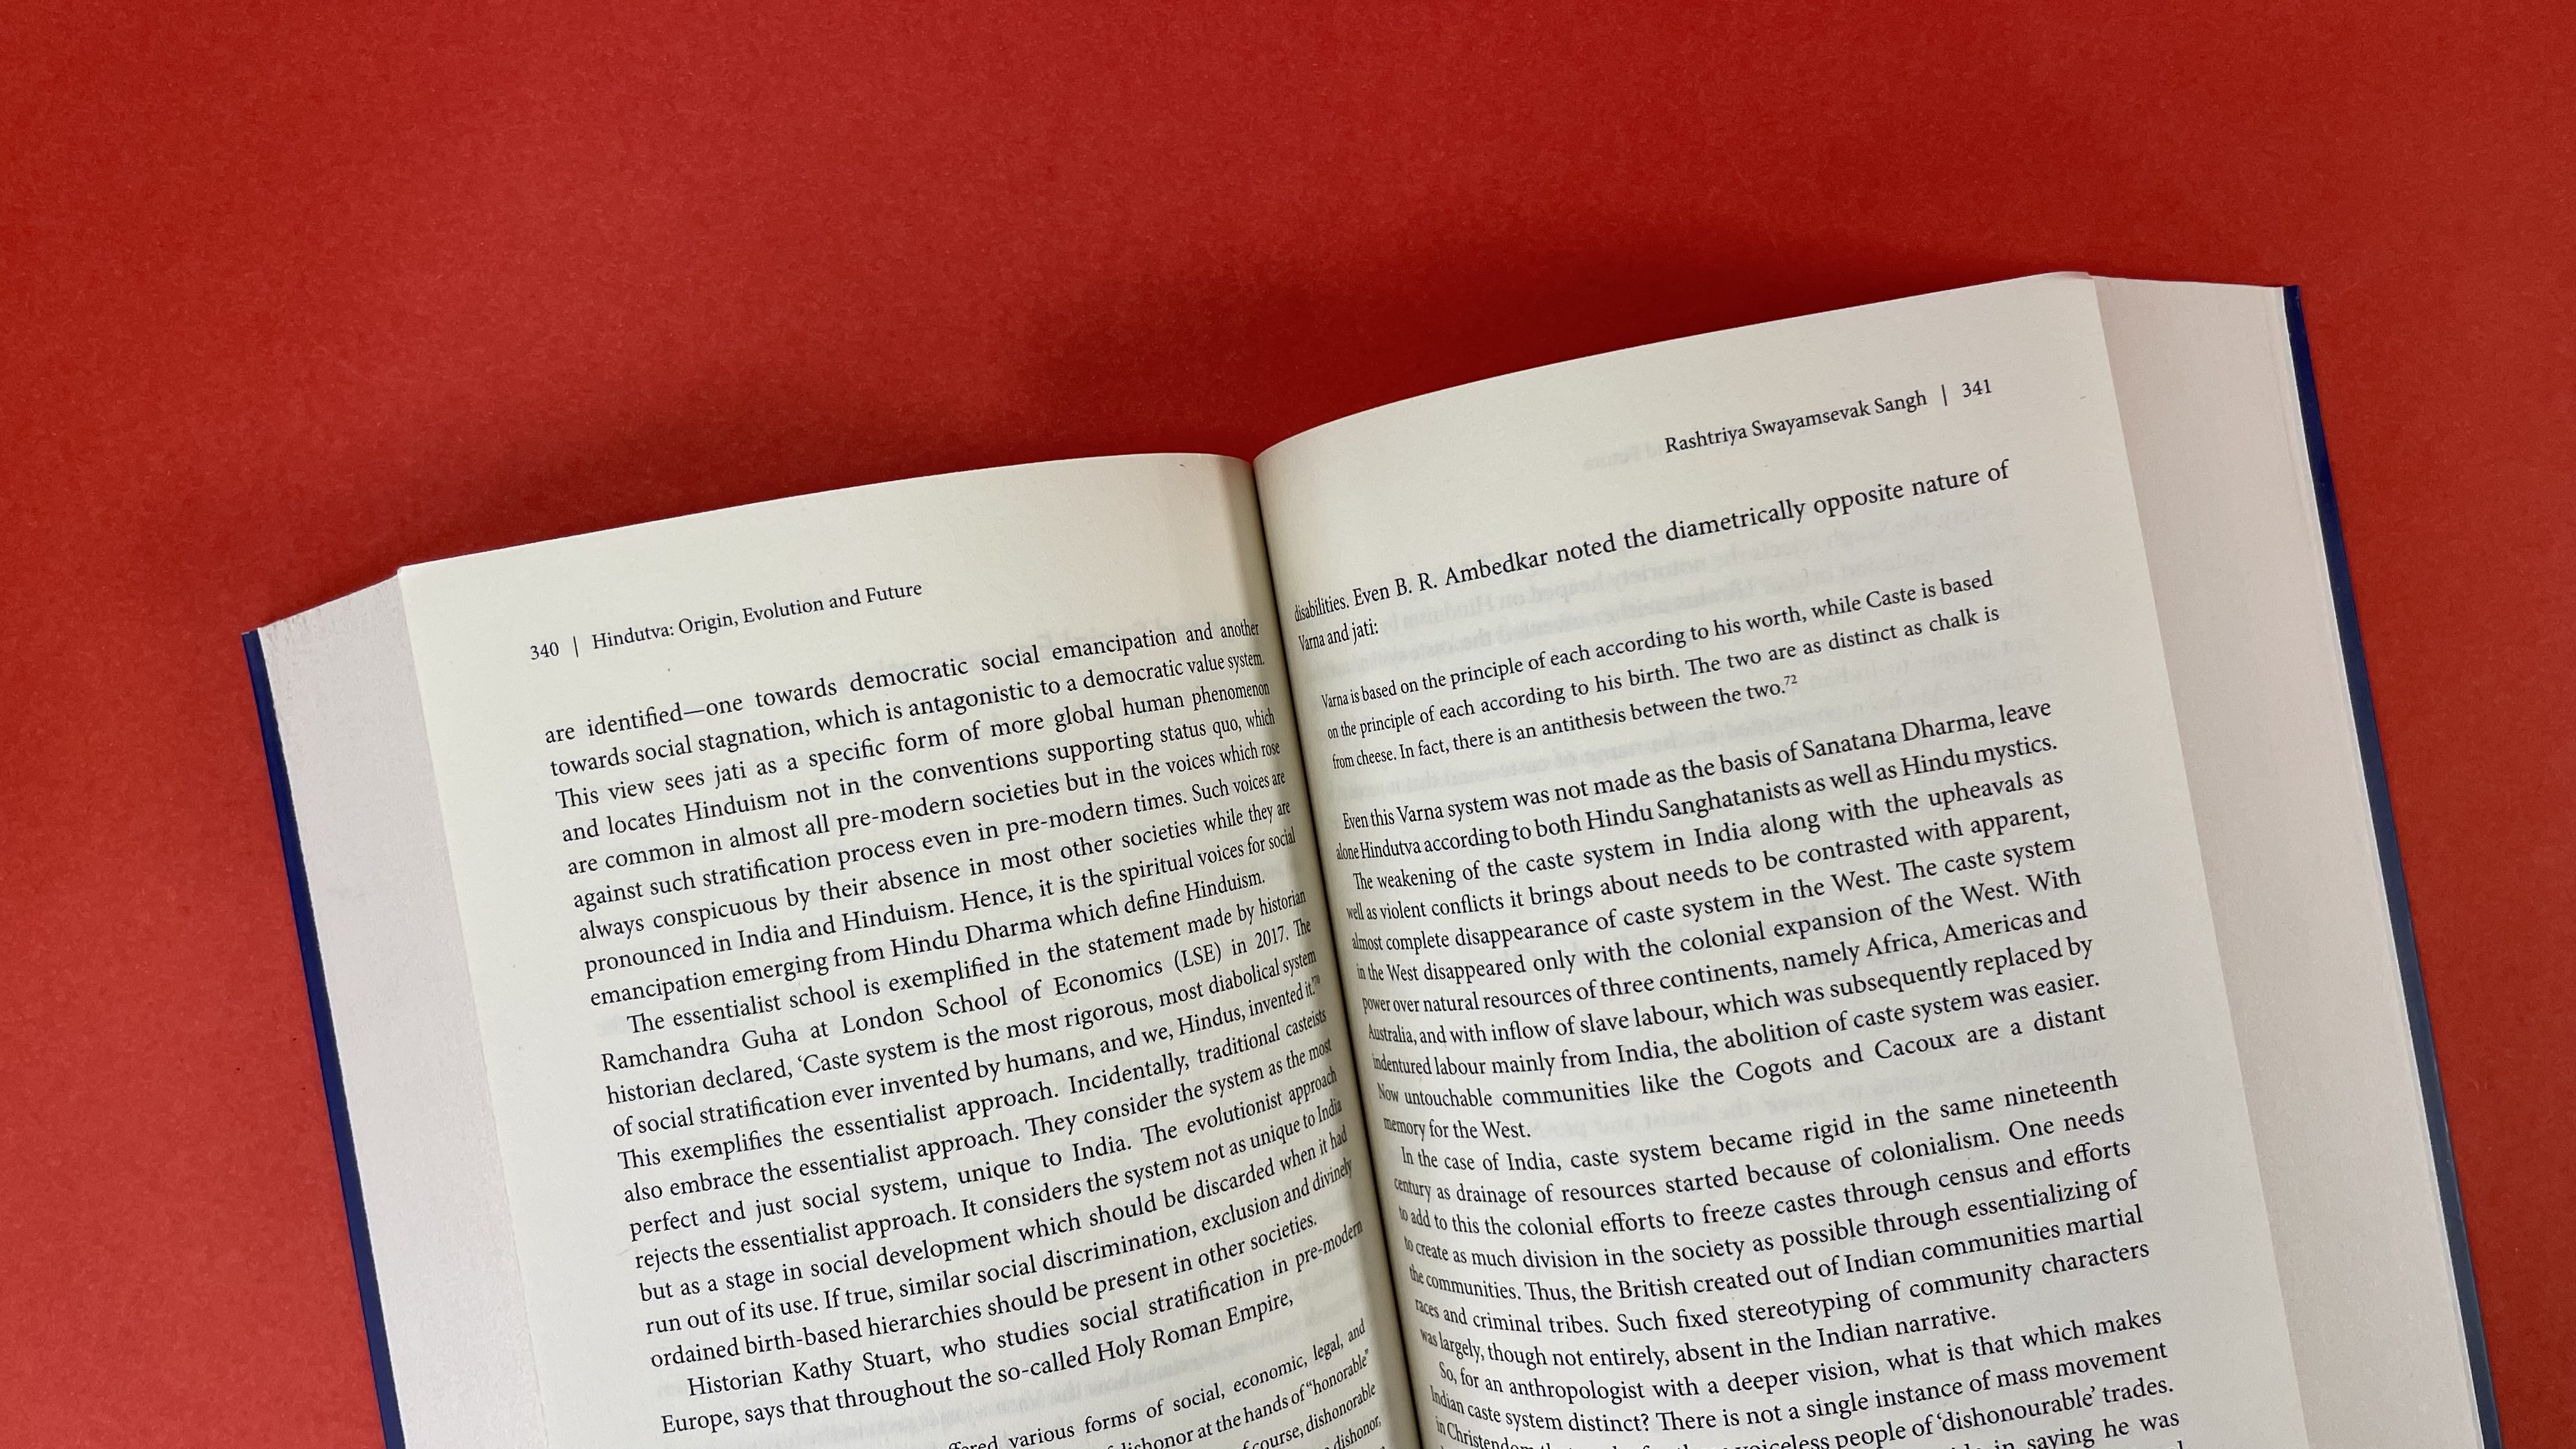 340 | Hindutva: Origin, Evolution and Future
are identified—one towards democratic social emancipation and another
towards social stagnation, which is antagonistic to a democratic value system.
This view sees jati as a specific form of more global human phenomenon
and locates Hinduism not in the conventions supporting status quo, which
are common in almost all pre-modern societies but in the voices which rose
against such stratification process even in pre-modern times. Such voices are
always conspicuous by their absence in most other societies while they are
pronounced in India and Hinduism. Hence, it is the spiritual voices for social
emancipation emerging from Hindu Dharma which define Hinduism.
The essentialist school is exemplified in the statement made by historian
Ramchandra Guha at London School of Economics (LSE) in 2017. The
historian declared, ‘Caste system is the most rigorous, most diabolical system
of social stratification ever invented by humans, and we, Hindus, invented it.’70
This exemplifies the essentialist approach. Incidentally, traditional casteists
also embrace the essentialist approach. They consider the system as the most
perfect and just social system, unique to India. The evolutionist approach
rejects the essentialist approach. It considers the system not as unique to India
but as a stage in social development which should be discarded when it had
run out of its use. If true, similar social discrimination, exclusion and divinely
ordained birth-based hierarchies should be present in other societies.
Historian Kathy Stuart, who studies social stratification in pre-modern
Europe, says that throughout the so-called Holy Roman Empire,
various forms of social, economic, legal, and
dishonor at the hands of “honorable”
course, dishonorable
dishonor,
Rashtriya Swayamsevak Sangh | 341
disabilities. Even B. R. Ambedkar noted the diametrically opposite nature of
Varna and jati:
Varna is based on the principle of each according to his worth, while Caste is based
on the principle of each according to his birth. The two are as distinct as chalk is
from cheese. In fact, there is an antithesis between the two.72
Even this Varna system was not made as the basis of Sanatana Dharma, leave
alone Hindutva according to both Hindu Sanghatanists as well as Hindu mystics.
The weakening of the caste system in India along with the upheavals as
well as violent conflicts it brings about needs to be contrasted with apparent,
almost complete disappearance of caste system in the West. The caste system
in the West disappeared only with the colonial expansion of the West. With
power over natural resources of three continents, namely Africa, Americas and
Australia, and with inflow of slave labour, which was subsequently replaced by
indentured labour mainly from India, the abolition of caste system was easier.
Now untouchable communities like the Cogots and Cacoux are a distant
memory for the West.
In the case of India, caste system became rigid in the same nineteenth
century as drainage of resources started because of colonialism. One needs
to add to this the colonial efforts to freeze castes through census and efforts
to create as much division in the society as possible through essentializing of
the communities. Thus, the British created out of Indian communities martial
races and criminal tribes. Such fixed stereotyping of community characters
was largely, though not entirely, absent in the Indian narrative.
So, for an anthropologist with a deeper vision, what is that which makes
Indian caste system distinct? There is not a single instance of mass movement
in Christendom voiceless people of ‘dishonourable’ trades.
in saying he was